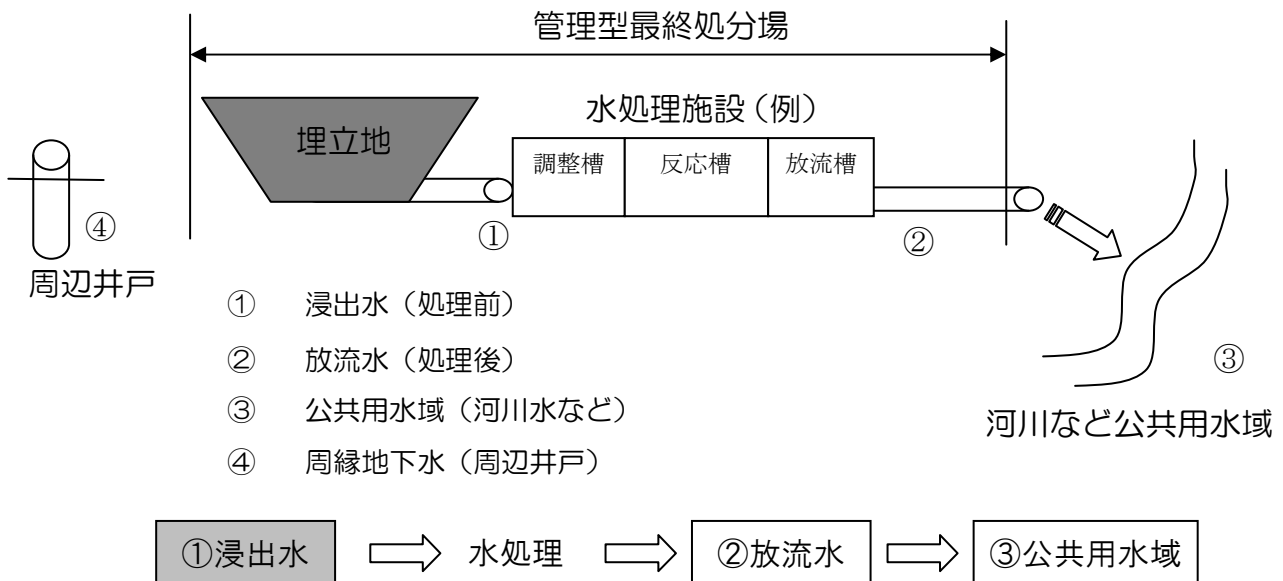 管理型最終処分場
水処理施設（例）
埋立地
調整槽
反応槽
放流槽
①
②
③
④
周辺井戸
河川など公共用水域
① 浸出水（処理前）
② 放流水（処理後）
③ 公共用水域（河川水など）
④ 周縁地下水（周辺井戸）
①浸出水 水処理 ②放流水 ③公共用水域